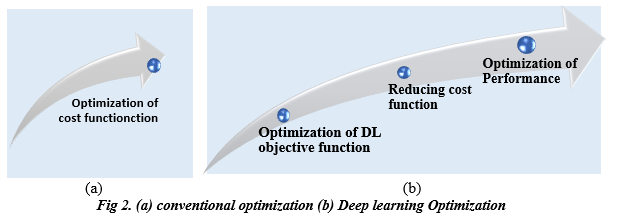 Optimization of
cost functionction
Optimization of DL
objective function
Reducing cost
function
Optimization of
Performance
(a)
(b)
Fig 2. (a) conventional optimization (b) Deep learning Optimization